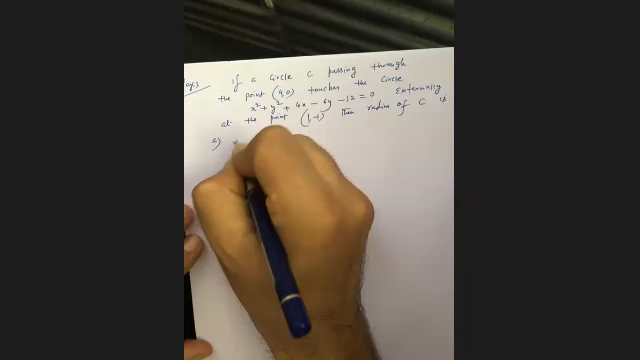 If a Circle C passing through
the point (4,0) touches the Circle
x² + y² + 4x - 6y - 12 = 0 Externally
at the point (1,-1) Then radius of C is
a)